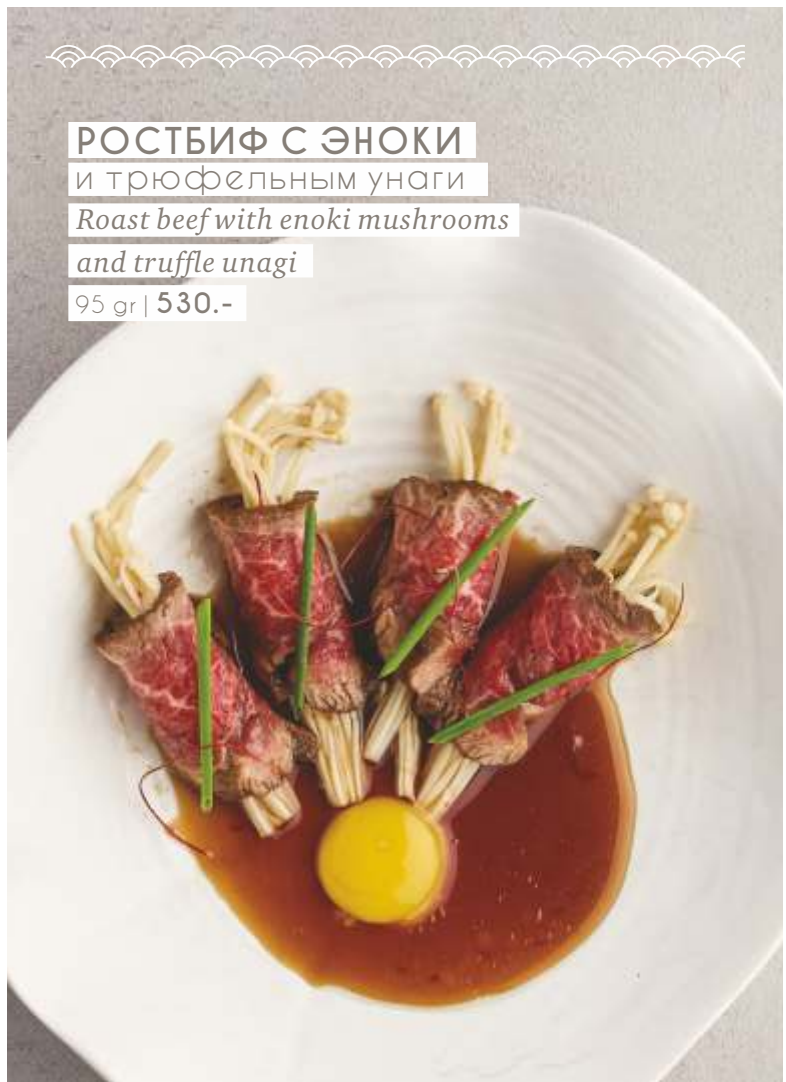 РОСТБИФ С ЭНОКИ
и трюфельным унаги
Roast beef with enoki mushrooms
and truffle unagi
95 gr | 530.-